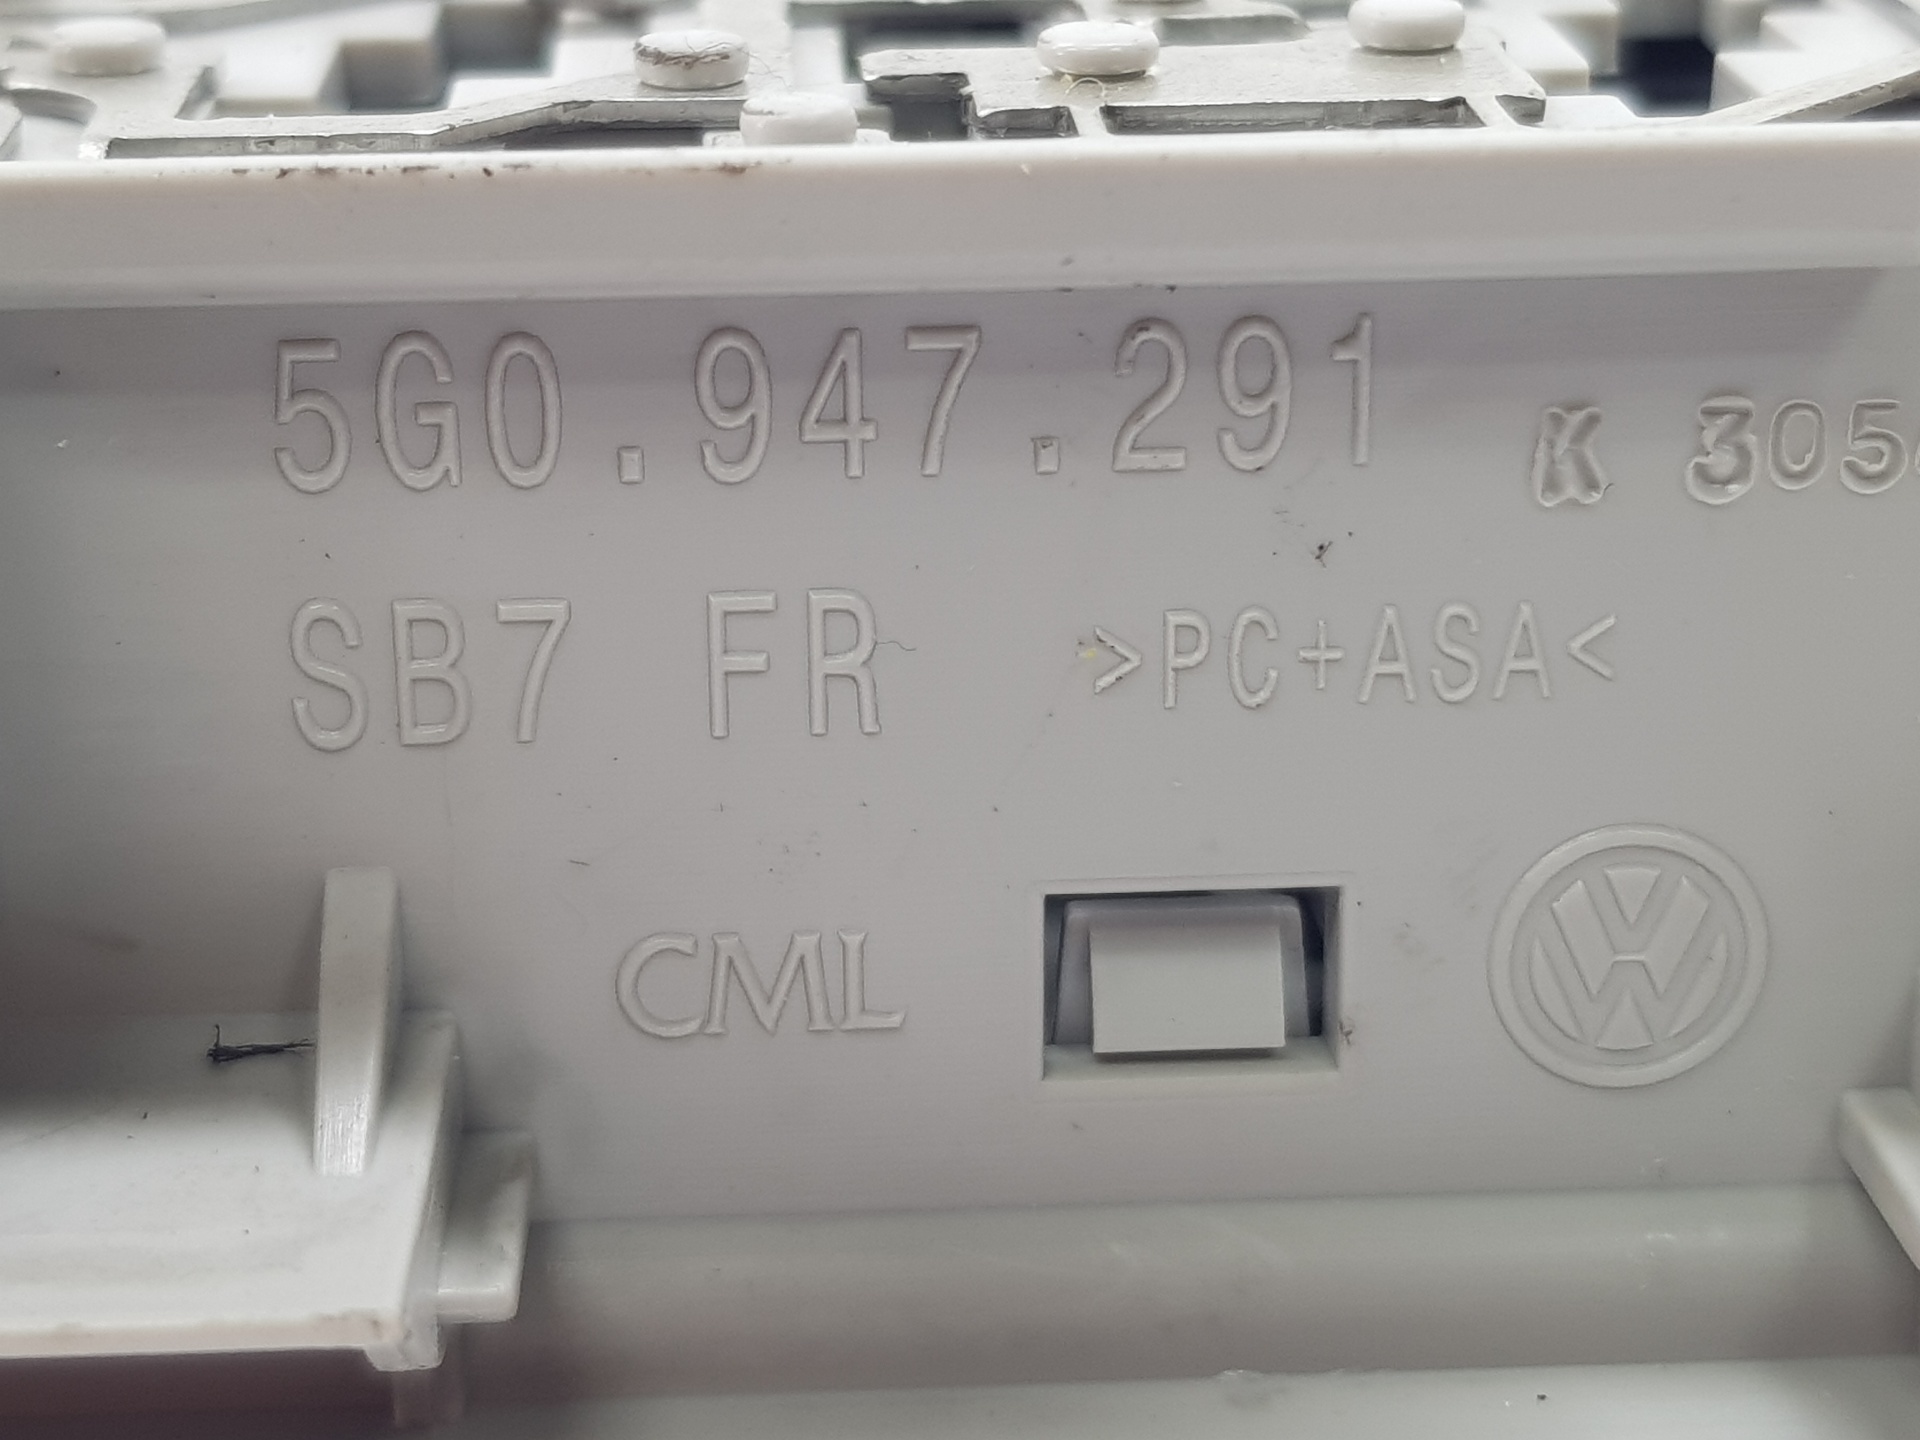 5G0.947.291 K 305
SB7 FR >PC+ASA<
CML